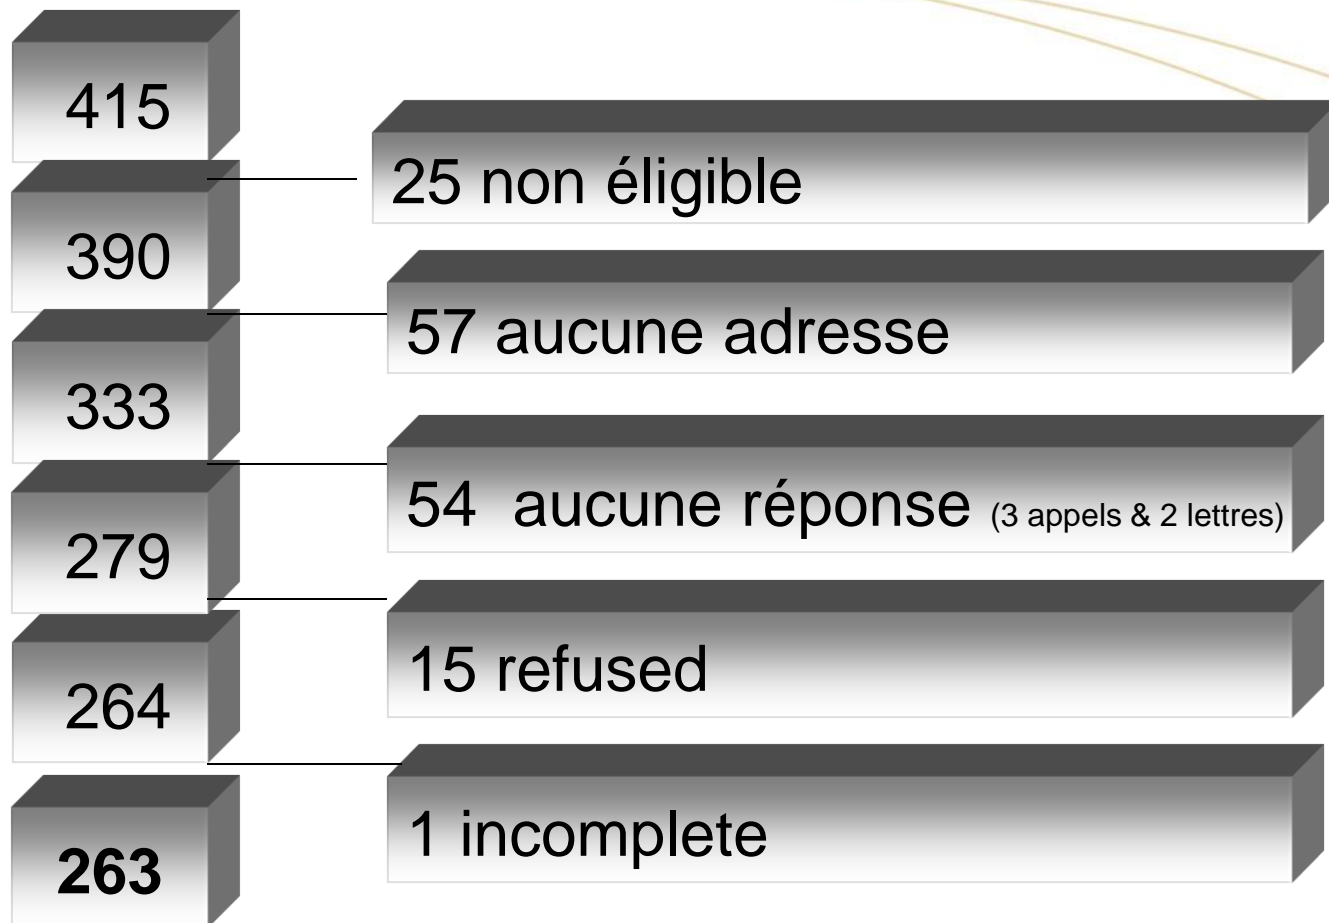 415
25 non éligible
390
57 aucune adresse
333
54 aucune réponse (3 appels & 2 lettres)
279
15 refused
264
1 incomplete
263